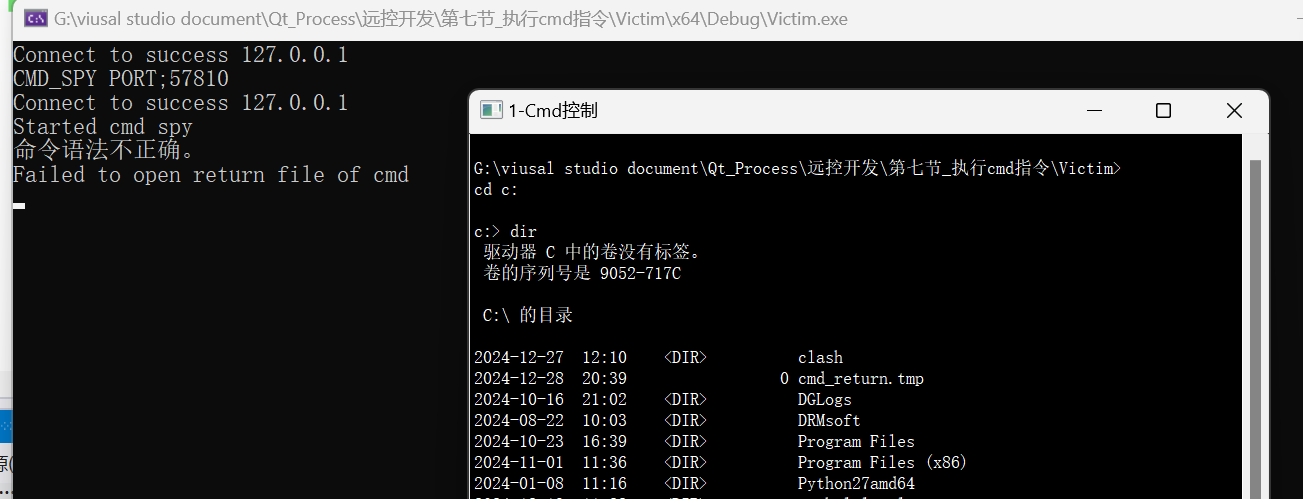 G:\viusal studio document\Qt_Process\远控开发\第七节_执行cmd指令\Victim\x64\Debug\Victim.exe
Connect to success 127.0.0.1
CMD_SPY PORT;57810
Connect to success 127.0.0.1
Started cmd spy
命令语法不正确。
Failed to open return file of cmd
1-Cmd控制
G:\viusal studio document\Qt_Process\远控开发\第七节_执行cmd指令\Victim>
cd c:
c:> dir
驱动器 C 中的卷没有标签。
卷的序列号是 9052-717C
C:\ 的目录
2024-12-27 12:10 <DIR> clash
2024-12-28 20:39 0 cmd_return.tmp
2024-10-16 21:02 <DIR> DGLogs
2024-08-22 10:03 <DIR> DRMsoft
2024-10-23 16:39 <DIR> Program Files
2024-11-01 11:36 <DIR> Program Files (x86)
2024-01-08 11:16 <DIR> Python27amd64